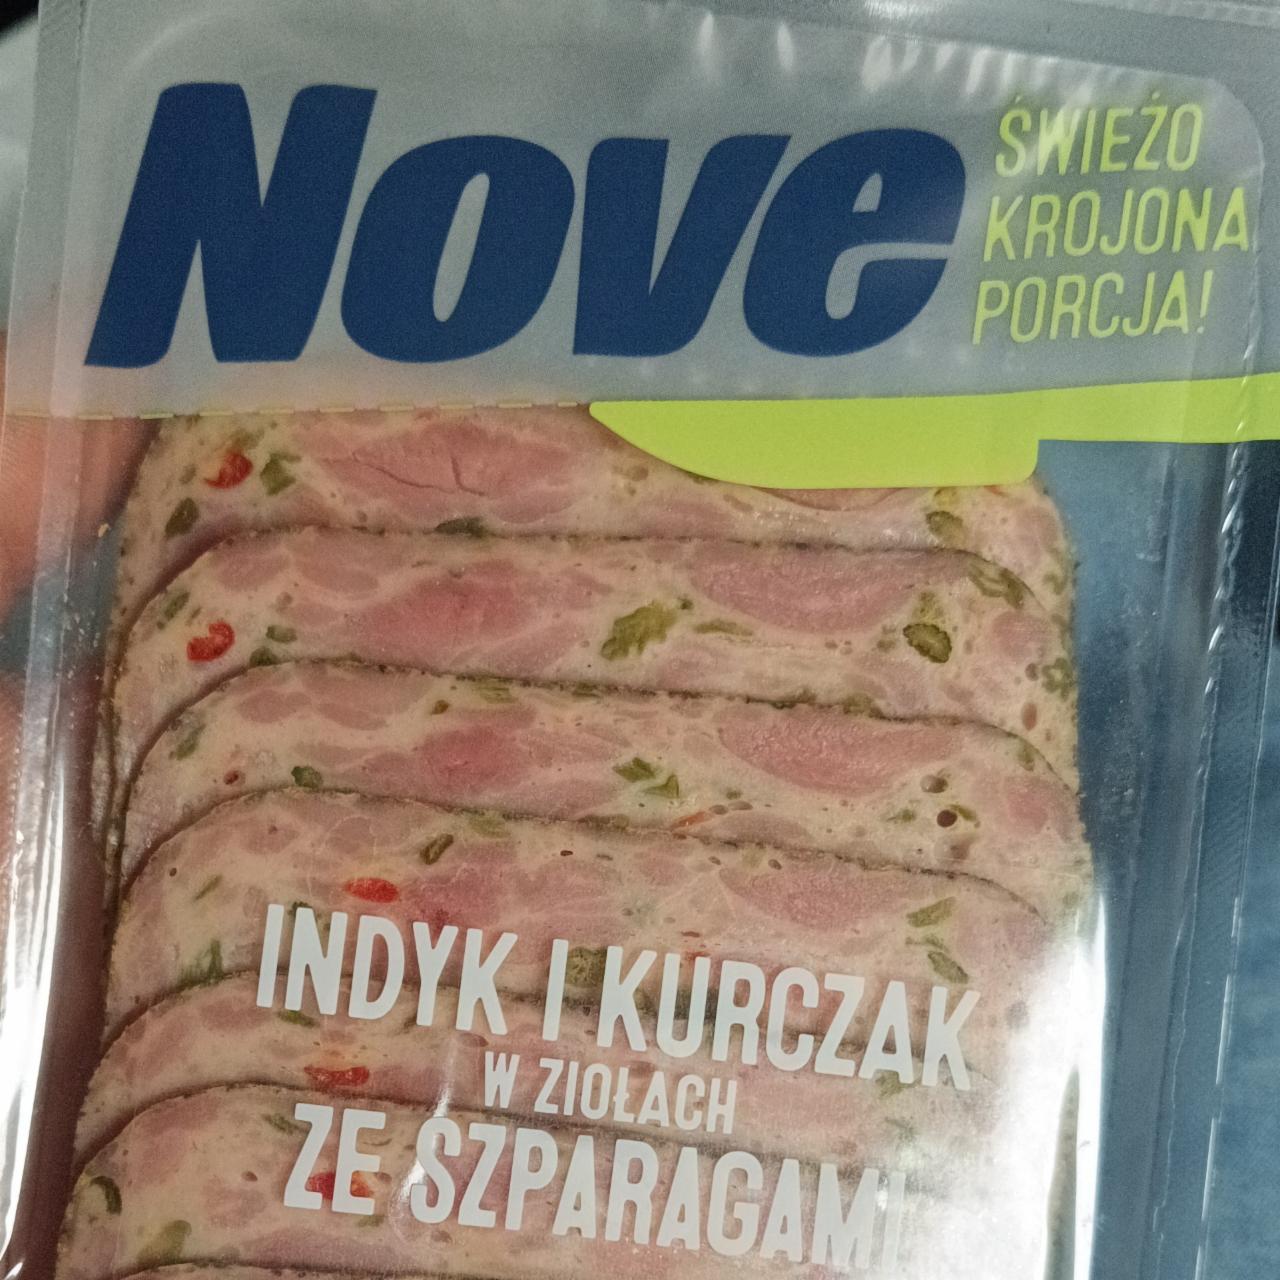 Nove
ŚWIEŻO
KROJONA
PORCJA!
INDYK I KURCZAK
W ZIOŁACH
ZE SZPARAGAMI